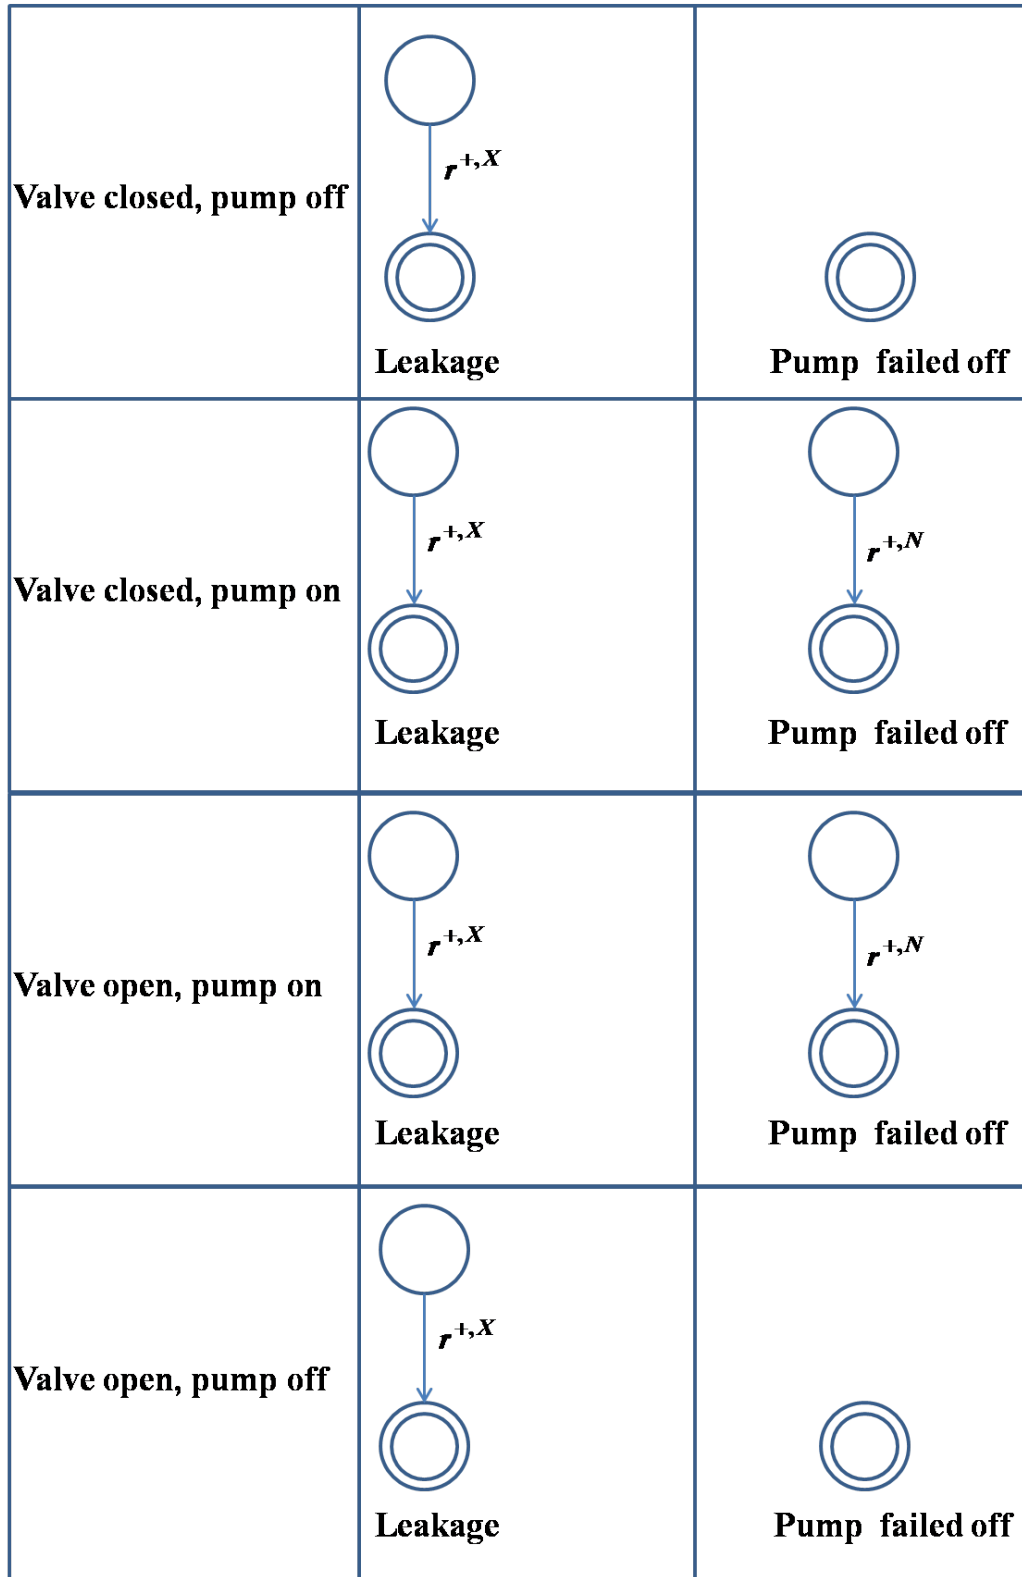 r+,X
Valve closed, pump off
Leakage
Pump failed off
r+,X
r+,N
Valve closed, pump on
Leakage
Pump failed off
r+,X
r+,N
Valve open, pump on
Leakage
Pump failed off
r+,X
Valve open, pump off
Leakage
Pump failed off